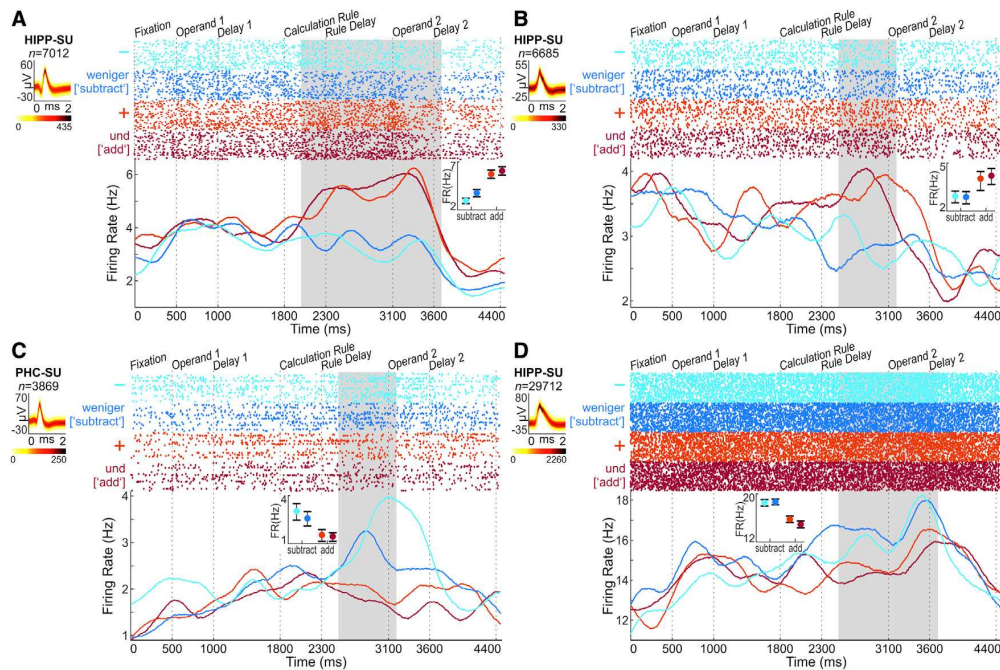 A
Fixation Operand 1 Delay 1 Calculation Rule Rule Delay Operand 2 Delay 2
HIPP-SU
n=7012
60
µV
-30
0 ms 2
0 435
−
weniger
['subtract']
+
und
['add']
Firing Rate (Hz)
6
4
2
FR(Hz)
7
2
subtract add
0 500 1100 1800 2300 3100 3600 4400
Time (ms)
B
Fixation Operand 1 Delay 1 Calculation Rule Rule Delay Operand 2 Delay 2
HIPP-SU
n=6685
55
µV
-25
0 ms 2
0 330
−
weniger
['subtract']
+
und
['add']
Firing Rate (Hz)
4
3
2
FR(Hz)
5
2
subtract add
0 500 1100 1800 2300 3100 3600 4400
Time (ms)
C
Fixation Operand 1 Delay 1 Calculation Rule Rule Delay Operand 2 Delay 2
PHC-SU
n=3869
70
µV
-30
0 ms 2
0 250
−
weniger
['subtract']
+
und
['add']
Firing Rate (Hz)
4
3
2
1
FR(Hz)
4
1
subtract add
0 500 1100 1800 2300 3100 3600 4400
Time (ms)
D
Fixation Operand 1 Delay 1 Calculation Rule Rule Delay Operand 2 Delay 2
HIPP-SU
n=29712
80
µV
-35
0 ms 2
0 2260
−
weniger
['subtract']
+
und
['add']
Firing Rate (Hz)
18
16
14
12
FR(Hz)
20
12
subtract add
0 500 1100 1800 2300 3100 3600 4400
Time (ms)